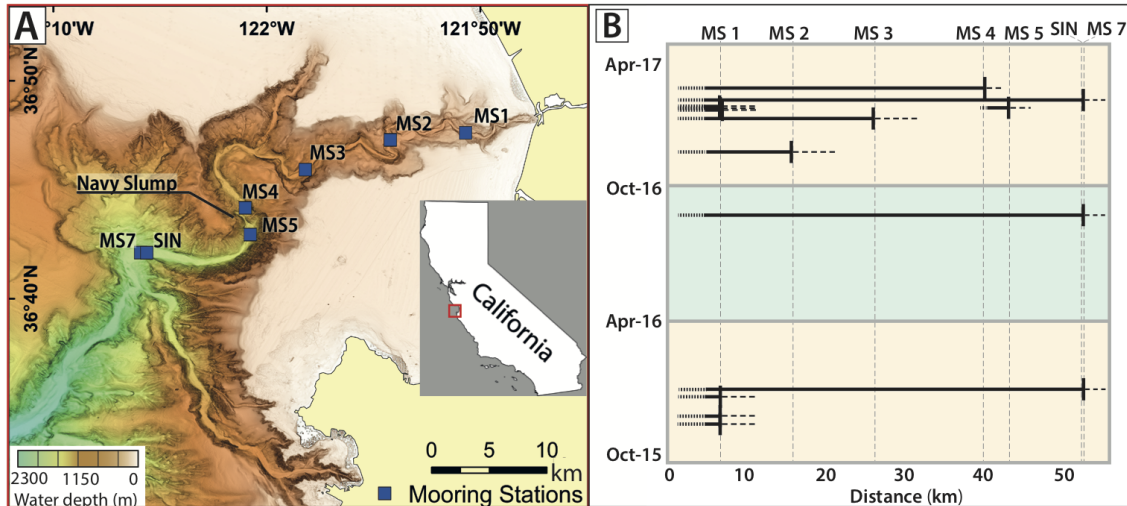 A
10'W
122°W
121°50'W
36°50'N
36°40'N
MS1
MS2
MS3
Navy Slump
MS4
MS5
MS7
SIN
California
0 5 10
km
Mooring Stations
2300 1150 0
Water depth (m)
B
SIN
MS 1
MS 2
MS 3
MS 4
MS 5
MS 7
Apr-17
Oct-16
Apr-16
Oct-15
0 10 20 30 40 50
Distance (km)